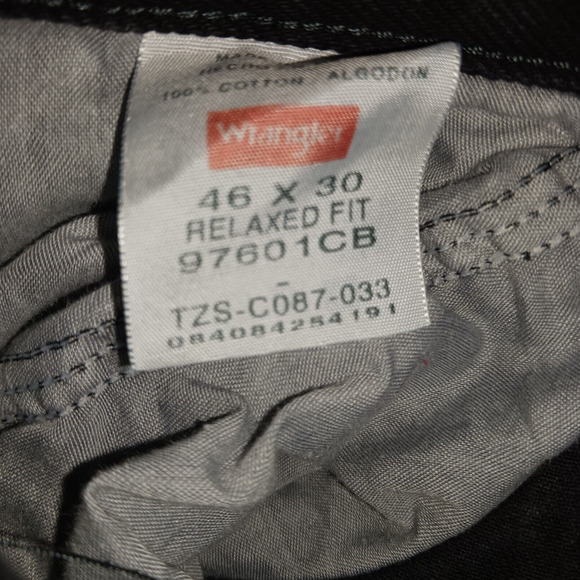 100% COTTON ALGODON
Wrangler
46 X 30
RELAXED FIT
97601CB
TZS-C087-033
084084254191